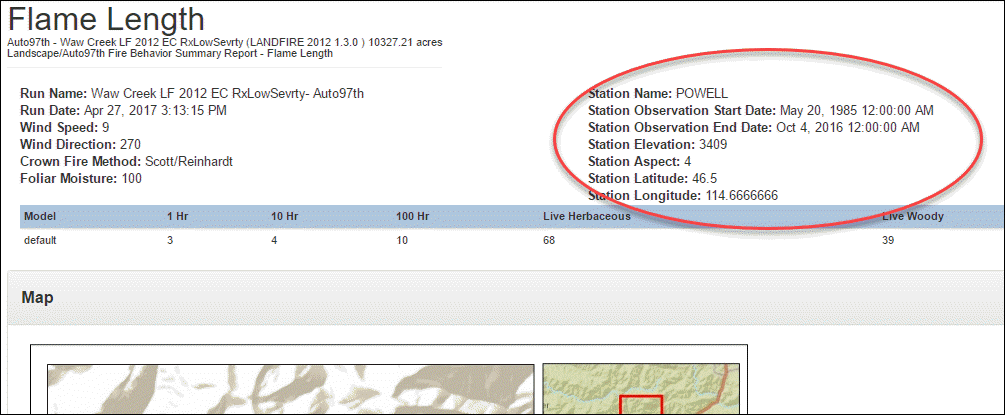 Flame Length
Auto97th - Waw Creek LF 2012 EC RxLowSevrty (LANDFIRE 2012 1.3.0 ) 10327.21 acres
Landscape/Auto97th Fire Behavior Summary Report - Flame Length
Run Name: Waw Creek LF 2012 EC RxLowSevrty- Auto97th
Run Date: Apr 27, 2017 3:13:15 PM
Wind Speed: 9
Wind Direction: 270
Crown Fire Method: Scott/Reinhardt
Foliar Moisture: 100
Station Name: POWELL
Station Observation Start Date: May 20, 1985 12:00:00 AM
Station Observation End Date: Oct 4, 2016 12:00:00 AM
Station Elevation: 3409
Station Aspect: 4
Station Latitude: 46.5
Station Longitude: 114.6666666
Model 1 Hr 10 Hr 100 Hr Live Herbaceous Live Woody
default 3 4 10 68 39
Map